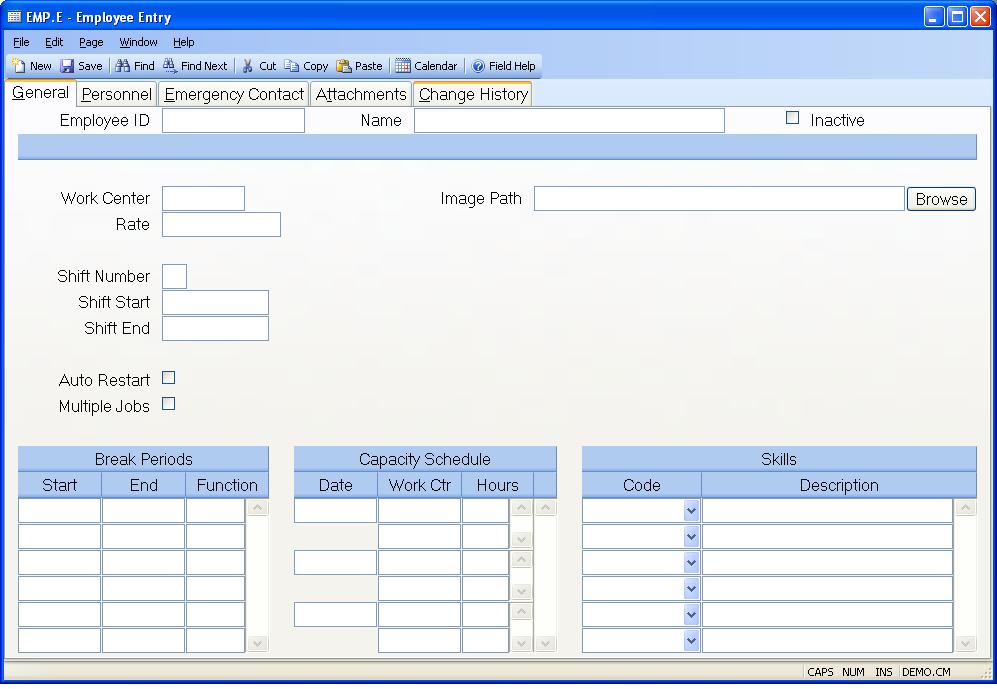 EMP.E - Employee Entry
File Edit Page Window Help
New Save Find Find Next Cut Copy Paste Calendar Field Help
General Personnel Emergency Contact Attachments Change History
Employee ID Name Inactive
Work Center Image Path Browse
Rate
Shift Number
Shift Start
Shift End
Auto Restart
Multiple Jobs
Break Periods Capacity Schedule Skills
Start End Function Date Work Ctr Hours Code Description
CAPS NUM INS DEMO.CM